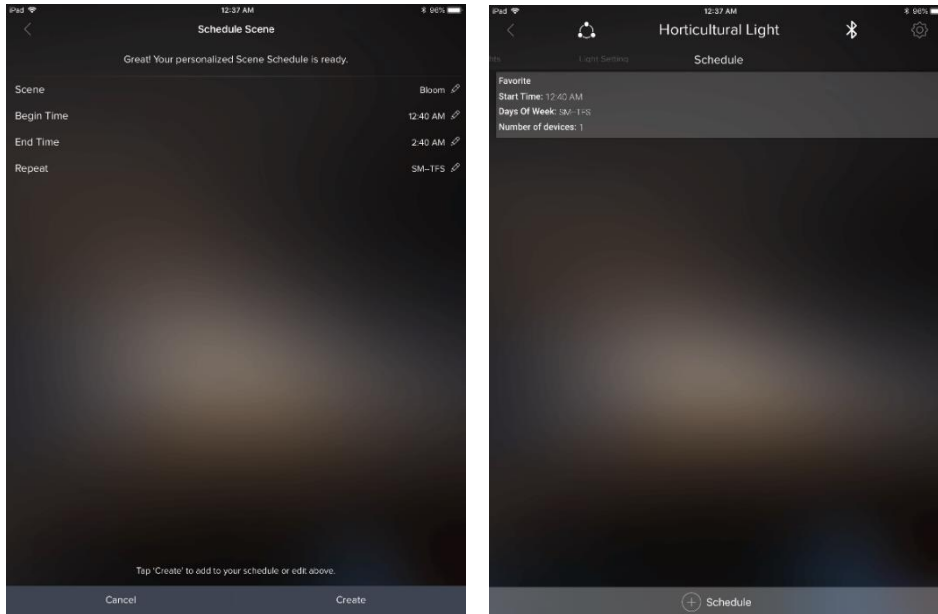 iPad 12:37 AM 96%
Schedule Scene
Great! Your personalized Scene Schedule is ready.
Scene Bloom
Begin Time 12:40 AM
End Time 2:40 AM
Repeat SM–TFS
Tap 'Create' to add to your schedule or edit above.
Cancel Create
iPad 12:37 AM 96%
Horticultural Light
hts Light Setting Schedule
Favorite
Start Time: 12:40 AM
Days Of Week: SM–TFS
Number of devices: 1
Schedule